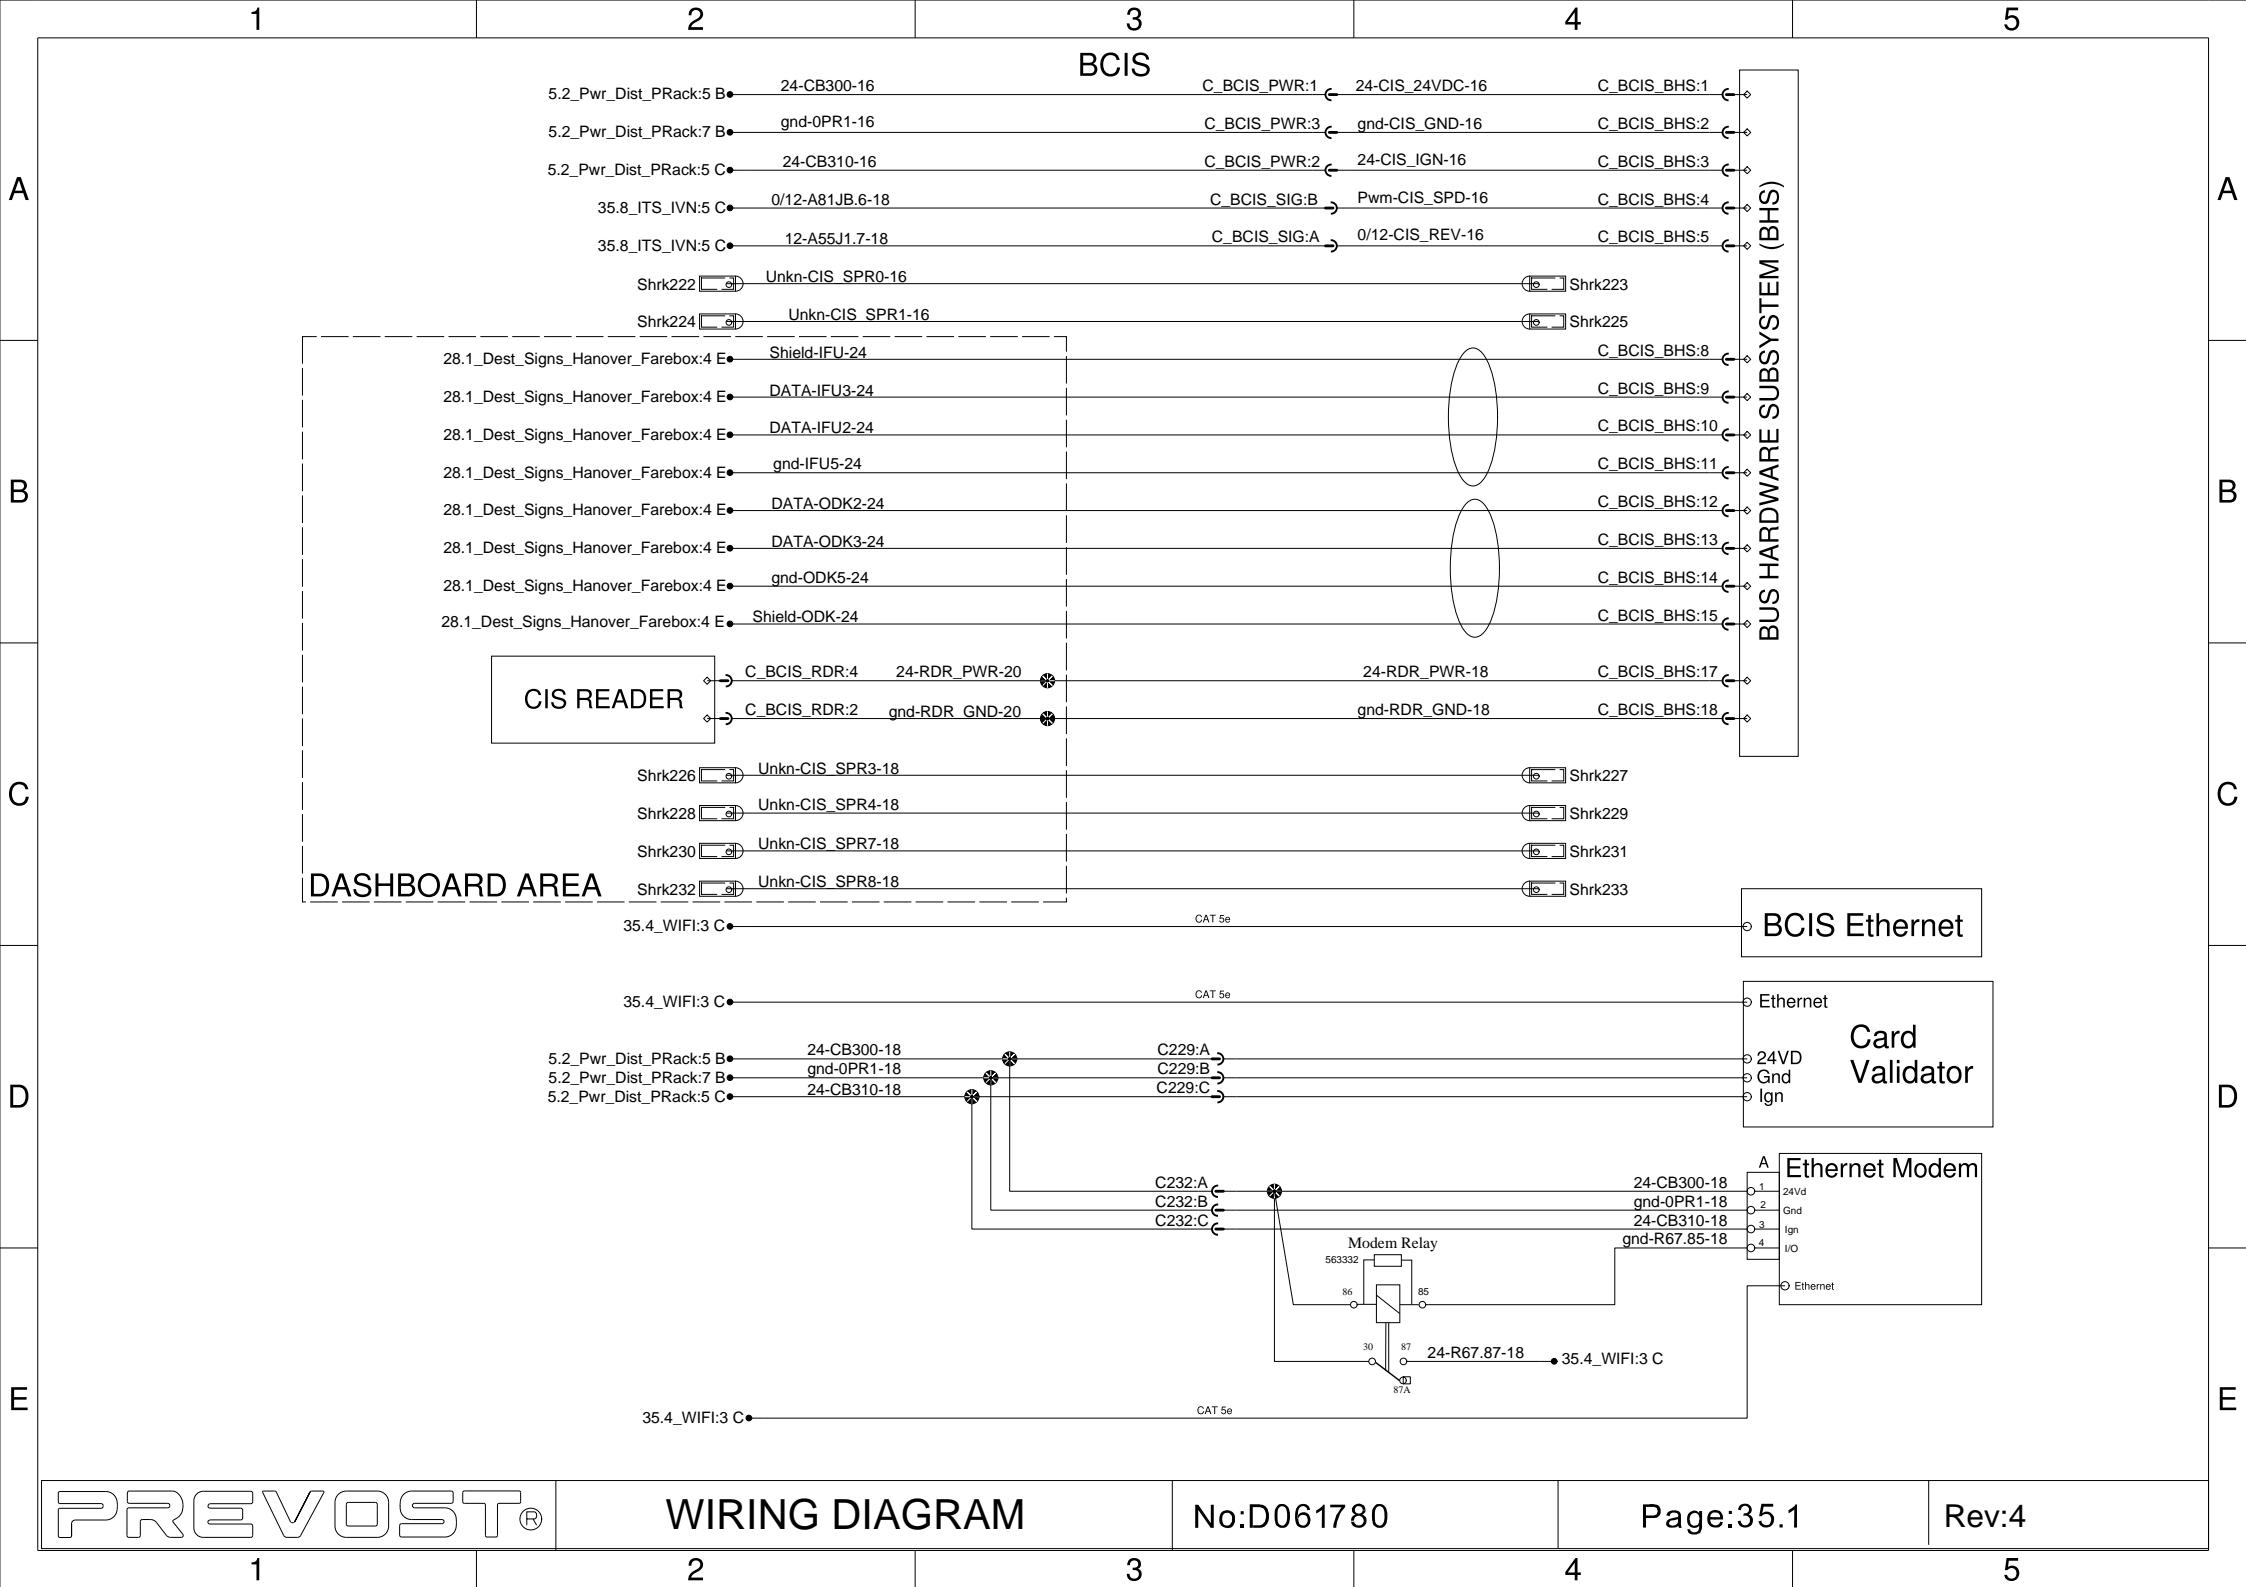 1 2 3 4 5
BCIS
5.2_Pwr_Dist_PRack:5 B 24-CB300-16 C_BCIS_PWR:1 24-CIS_24VDC-16 C_BCIS_BHS:1
5.2_Pwr_Dist_PRack:7 B gnd-0PR1-16 C_BCIS_PWR:3 gnd-CIS_GND-16 C_BCIS_BHS:2
5.2_Pwr_Dist_PRack:5 C 24-CB310-16 C_BCIS_PWR:2 24-CIS_IGN-16 C_BCIS_BHS:3
A A
35.8_ITS_IVN:5 C 0/12-A81JB.6-18 C_BCIS_SIG:B Pwm-CIS_SPD-16 C_BCIS_BHS:4
35.8_ITS_IVN:5 C 12-A55J1.7-18 C_BCIS_SIG:A 0/12-CIS_REV-16 C_BCIS_BHS:5
Shrk222 Unkn-CIS_SPR0-16 Shrk223
Shrk224 Unkn-CIS_SPR1-16 Shrk225
BUS HARDWARE SUBSYSTEM (BHS)
28.1_Dest_Signs_Hanover_Farebox:4 E Shield-IFU-24 C_BCIS_BHS:8
28.1_Dest_Signs_Hanover_Farebox:4 E DATA-IFU3-24 C_BCIS_BHS:9
28.1_Dest_Signs_Hanover_Farebox:4 E DATA-IFU2-24 C_BCIS_BHS:10
28.1_Dest_Signs_Hanover_Farebox:4 E gnd-IFU5-24 C_BCIS_BHS:11
B B
28.1_Dest_Signs_Hanover_Farebox:4 E DATA-ODK2-24 C_BCIS_BHS:12
28.1_Dest_Signs_Hanover_Farebox:4 E DATA-ODK3-24 C_BCIS_BHS:13
28.1_Dest_Signs_Hanover_Farebox:4 E gnd-ODK5-24 C_BCIS_BHS:14
28.1_Dest_Signs_Hanover_Farebox:4 E Shield-ODK-24 C_BCIS_BHS:15
CIS READER
C_BCIS_RDR:4 24-RDR_PWR-20 24-RDR_PWR-18 C_BCIS_BHS:17
C_BCIS_RDR:2 gnd-RDR_GND-20 gnd-RDR_GND-18 C_BCIS_BHS:18
Shrk226 Unkn-CIS_SPR3-18 Shrk227
C C
Shrk228 Unkn-CIS_SPR4-18 Shrk229
Shrk230 Unkn-CIS_SPR7-18 Shrk231
DASHBOARD AREA
Shrk232 Unkn-CIS_SPR8-18 Shrk233
35.4_WIFI:3 C CAT 5e BCIS Ethernet
35.4_WIFI:3 C CAT 5e Ethernet
Card
Validator
5.2_Pwr_Dist_PRack:5 B 24-CB300-18 C229:A 24VD
5.2_Pwr_Dist_PRack:7 B gnd-0PR1-18 C229:B Gnd
5.2_Pwr_Dist_PRack:5 C 24-CB310-18 C229:C Ign
D D
A Ethernet Modem
C232:A 24-CB300-18 1 24Vd
C232:B gnd-0PR1-18 2 Gnd
C232:C 24-CB310-18 3 Ign
gnd-R67.85-18 4 I/O
Modem Relay
563332
Ethernet
86 85
30 87 24-R67.87-18 35.4_WIFI:3 C
87A
E E
35.4_WIFI:3 C CAT 5e
PREVOST® WIRING DIAGRAM No:D061780 Page:35.1 Rev:4
1 2 3 4 5